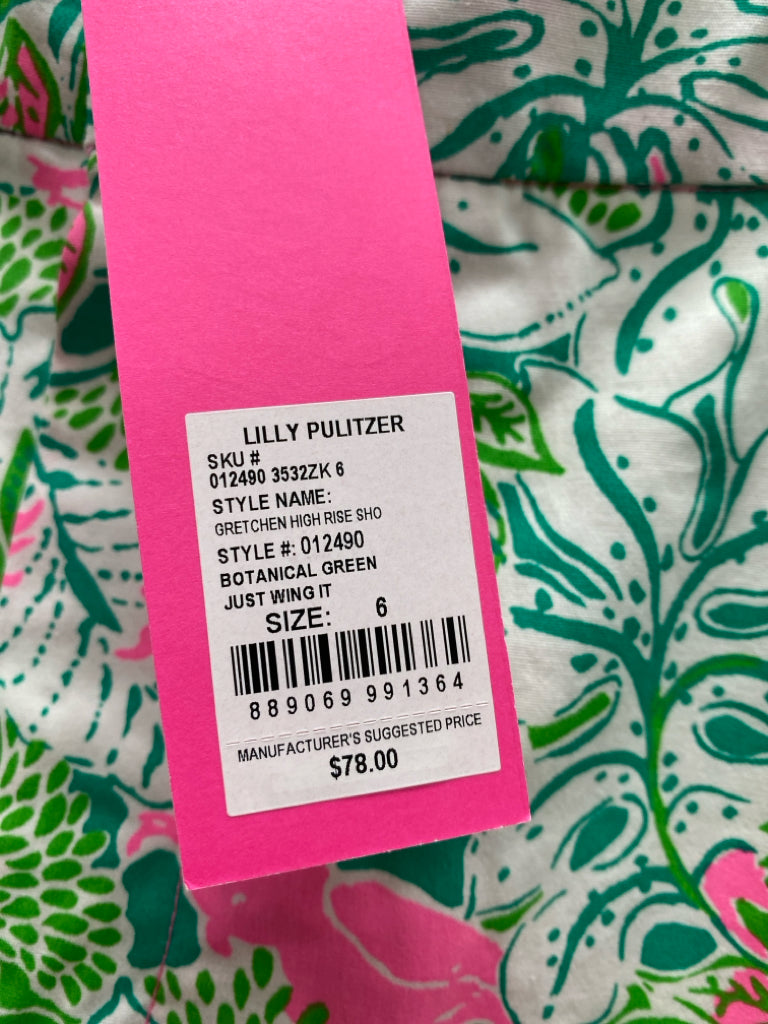 LILLY PULITZER
SKU #
012490 3532ZK 6
STYLE NAME:
GRETCHEN HIGH RISE SHO
STYLE #: 012490
BOTANICAL GREEN
JUST WING IT
SIZE: 6
889069 991364
MANUFACTURER'S SUGGESTED PRICE
$78.00